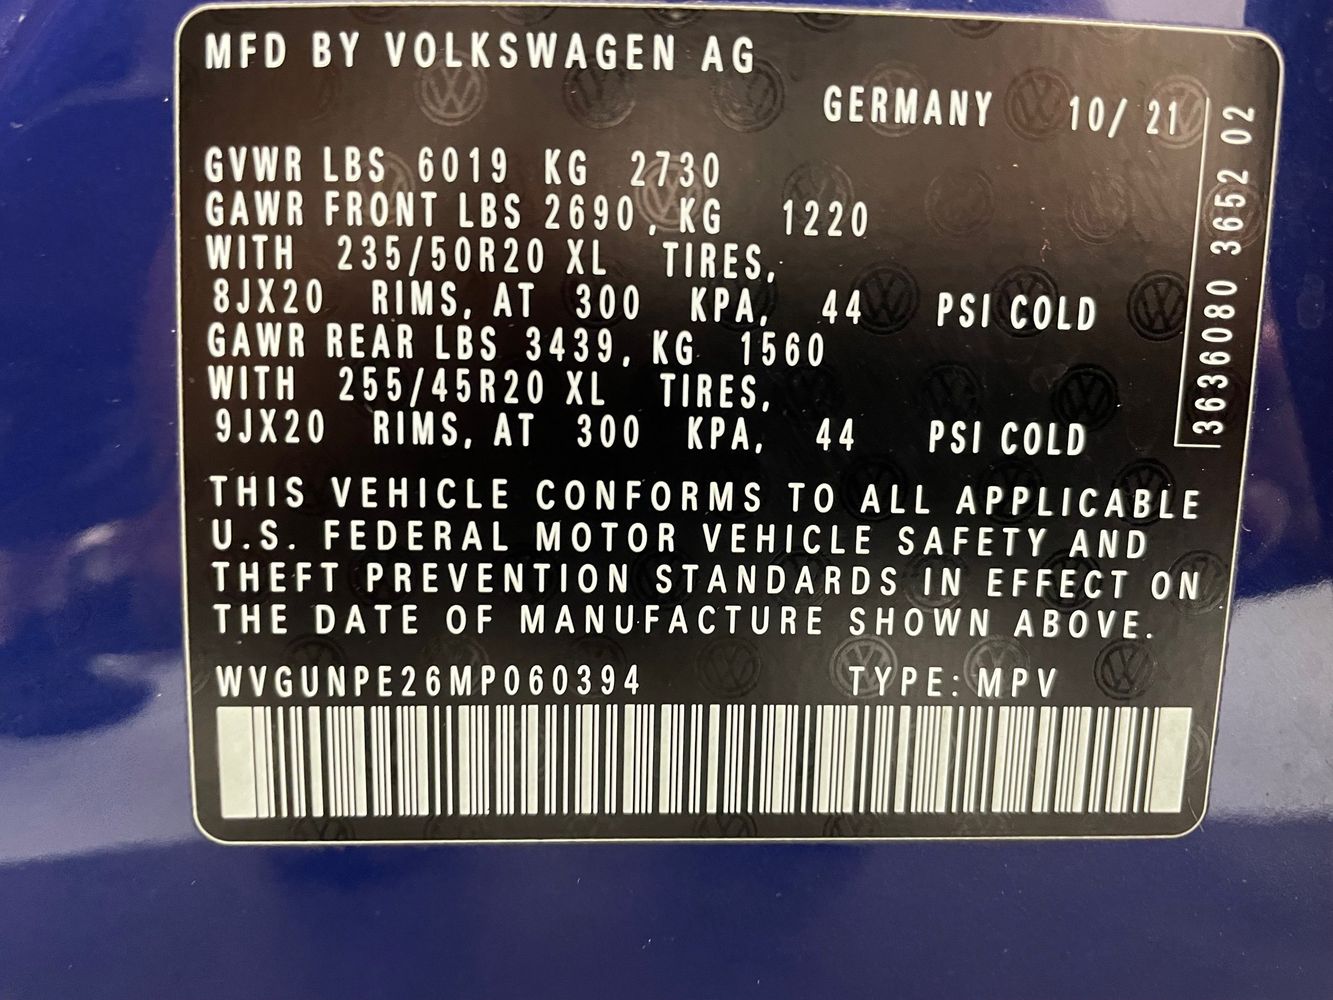 MFD BY VOLKSWAGEN AG
GERMANY 10/ 21
GVWR LBS 6019 KG 2730
GAWR FRONT LBS 2690, KG 1220
WITH 235/50R20 XL TIRES,
8JX20 RIMS, AT 300 KPA, 44 PSI COLD
GAWR REAR LBS 3439, KG 1560
WITH 255/45R20 XL TIRES,
9JX20 RIMS, AT 300 KPA, 44 PSI COLD
THIS VEHICLE CONFORMS TO ALL APPLICABLE
U.S. FEDERAL MOTOR VEHICLE SAFETY AND
THEFT PREVENTION STANDARDS IN EFFECT ON
THE DATE OF MANUFACTURE SHOWN ABOVE.
WVGUNPE26MP060394 TYPE: MPV
3636080 3652 02